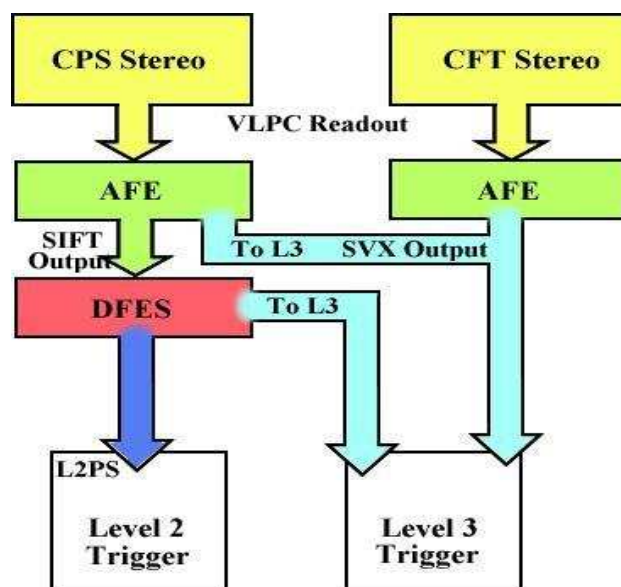 CPS Stereo
CFT Stereo
VLPC Readout
AFE
AFE
SIFT
Output
To L3
SVX Output
DFES
To L3
L2PS
Level 2
Trigger
Level 3
Trigger